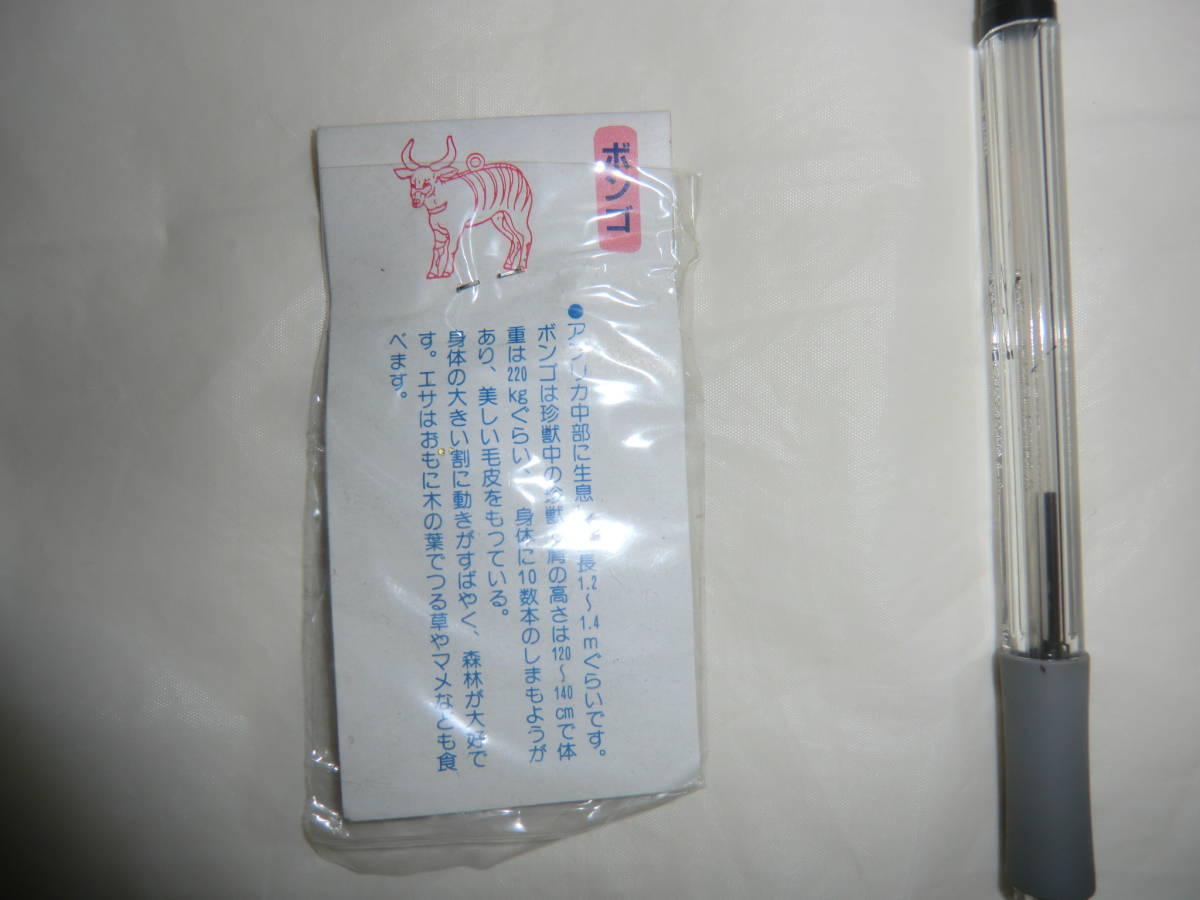 ボンゴ
●アフリカ中部に生息 長1.2～1.4mぐらいです。
ボンゴは珍獣中の珍獣 肩の高さは120～140cmで体
重は220kgぐらい、身体に10数本のしまもようが
あり、美しい毛皮をもっている。
身体の大きい割に動きがすばやく、森林が大好で
す。エサはおもに木の葉でつる草やマメなども食
べます。